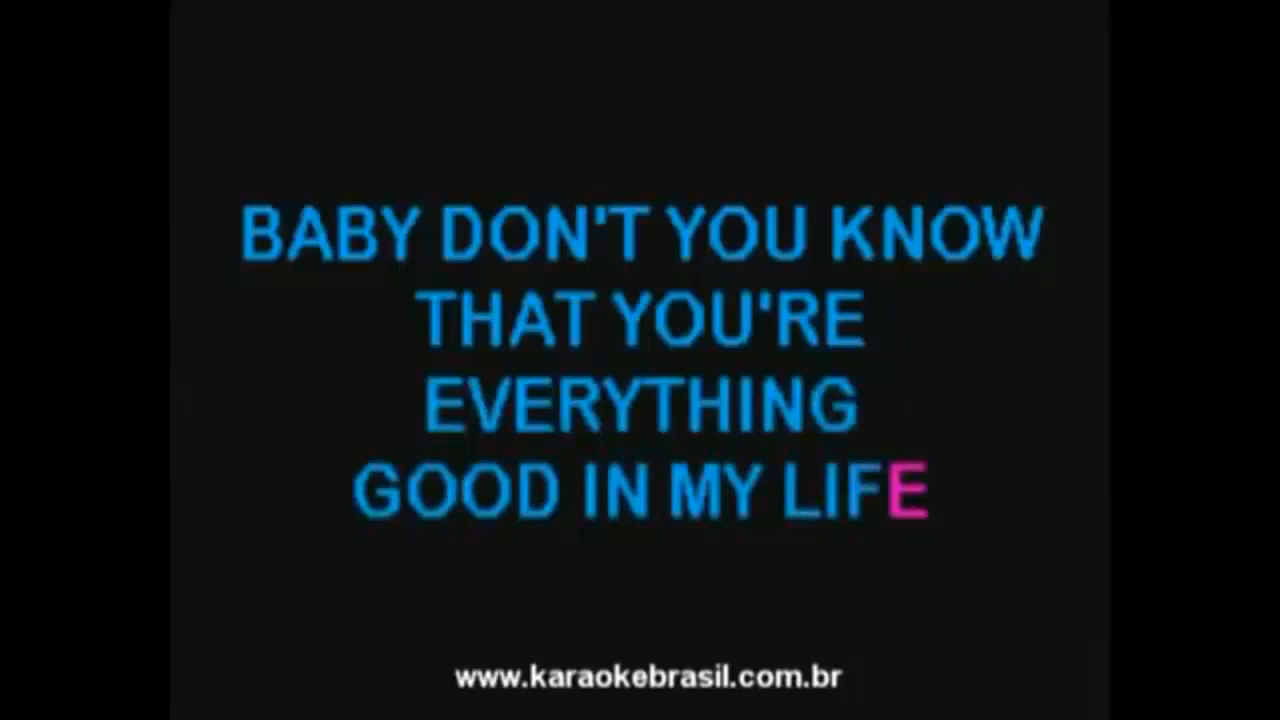 BABY DON'T YOU KNOW
THAT YOU'RE
EVERYTHING
GOOD IN MY LIFE
www.karaokebrasil.com.br